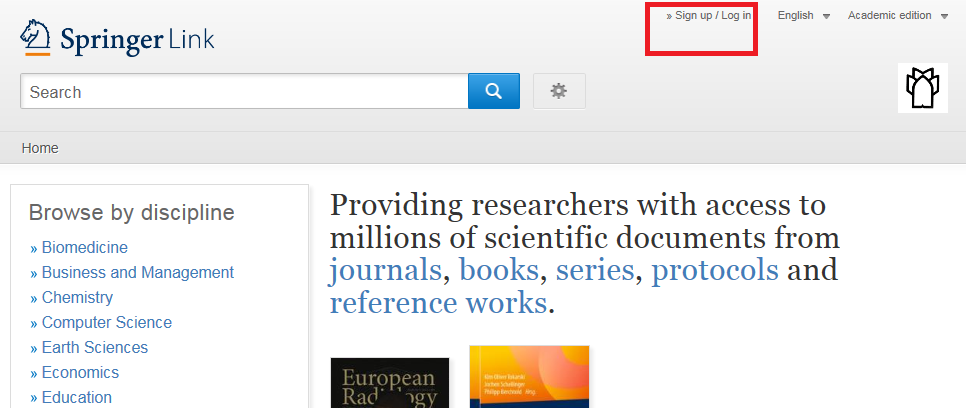 » Sign up / Log in English Academic edition
Springer Link
Search
Home
Browse by discipline
» Biomedicine
» Business and Management
» Chemistry
» Computer Science
» Earth Sciences
» Economics
» Education
Providing researchers with access to
millions of scientific documents from
journals, books, series, protocols and
reference works.
European
Radiology